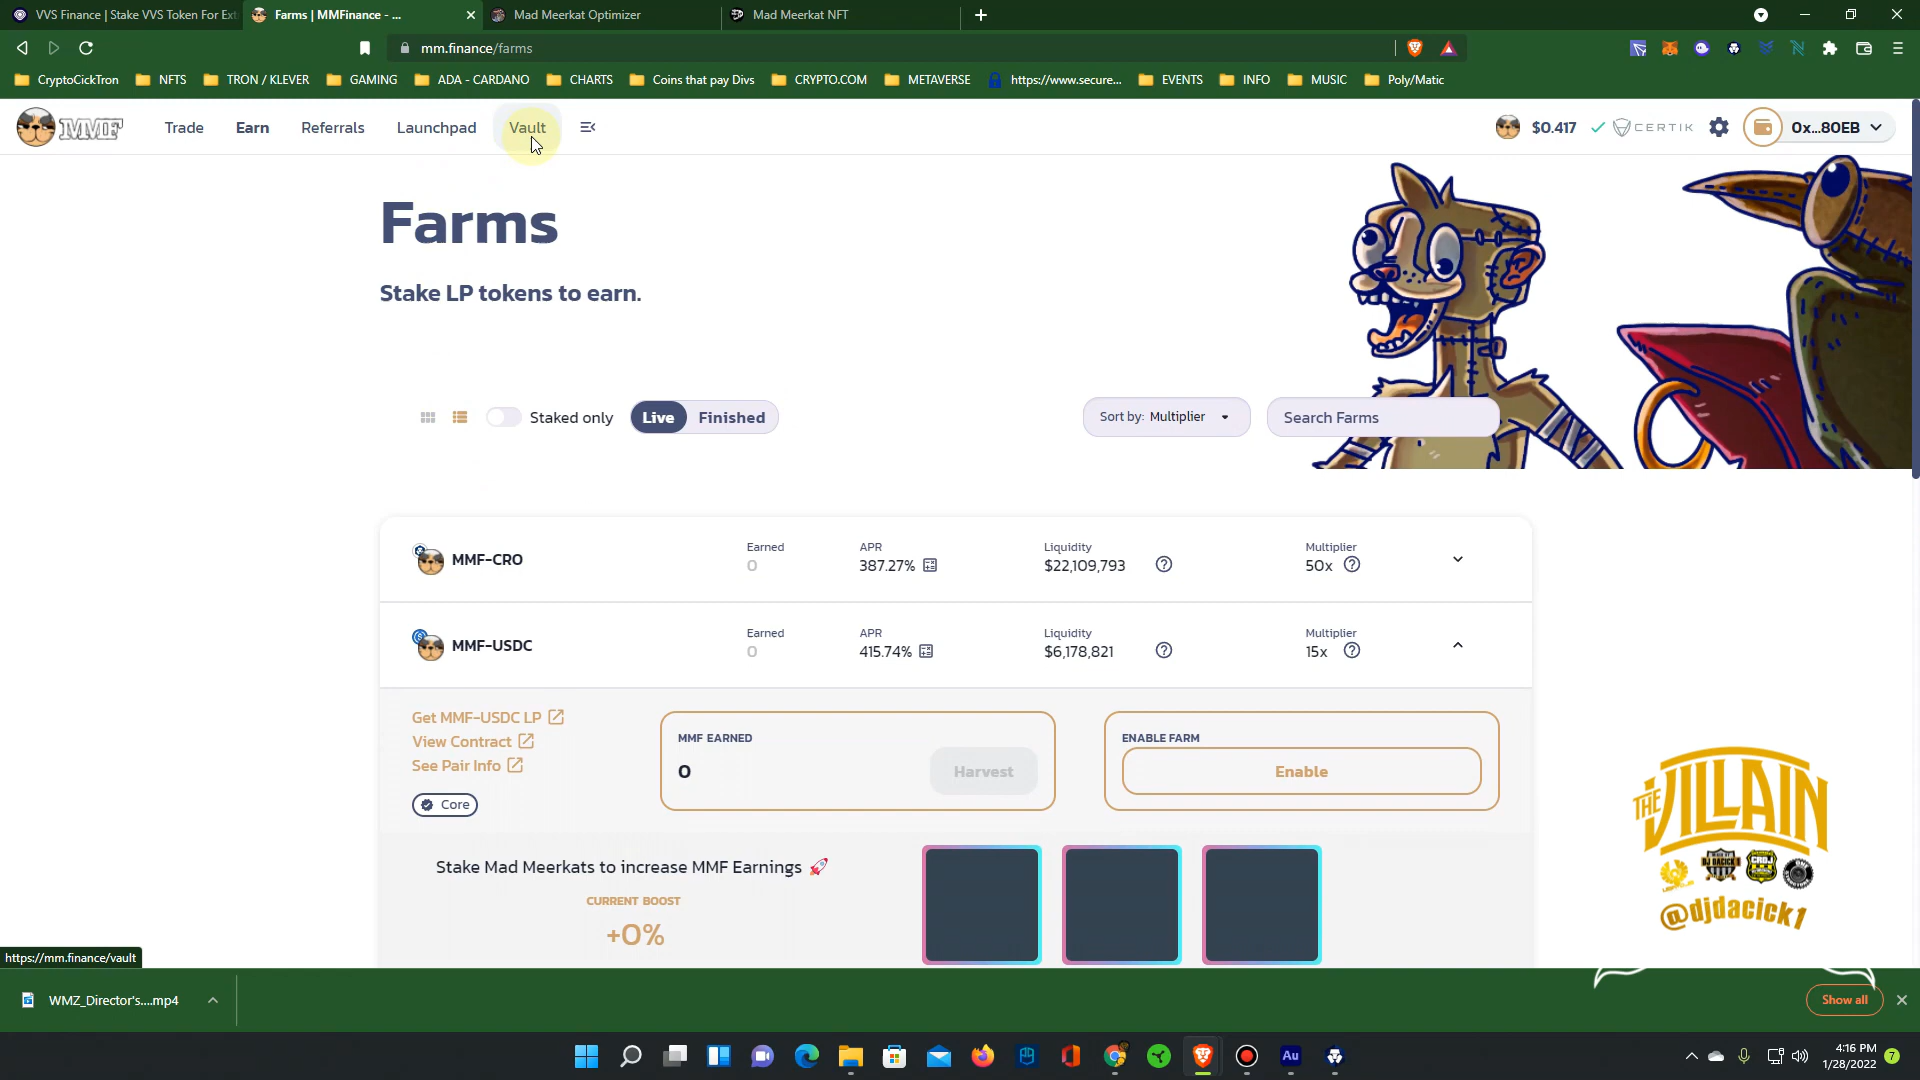 VVS Finance | Stake VVS Token For Ext
Farms | MMFinance - ...
Mad Meerkat Optimizer
Mad Meerkat NFT
mm.finance/farms
CryptoCickTron
NFTS
TRON / KLEVER
GAMING
ADA - CARDANO
CHARTS
Coins that pay Divs
CRYPTO.COM
METAVERSE
https://www.secure...
EVENTS
INFO
MUSIC
Poly/Matic
MMF
Trade
Earn
Referrals
Launchpad
Vault
$0.417
CERTIK
0x...80EB
Farms
Stake LP tokens to earn.
Staked only
Live
Finished
Sort by: Multiplier
Search Farms
MMF-CRO
Earned
0
APR
387.27%
Liquidity
$22,109,793
Multiplier
50x
MMF-USDC
Earned
0
APR
415.74%
Liquidity
$6,178,821
Multiplier
15x
Get MMF-USDC LP
View Contract
See Pair Info
Core
MMF EARNED
0
Harvest
ENABLE FARM
Enable
Stake Mad Meerkats to increase MMF Earnings 🚀
CURRENT BOOST
+0%
THE VILLAIN
@djdacick1
https://mm.finance/vault
WMZ_Director's....mp4
Show all
Au
4:16 PM
1/28/2022
7